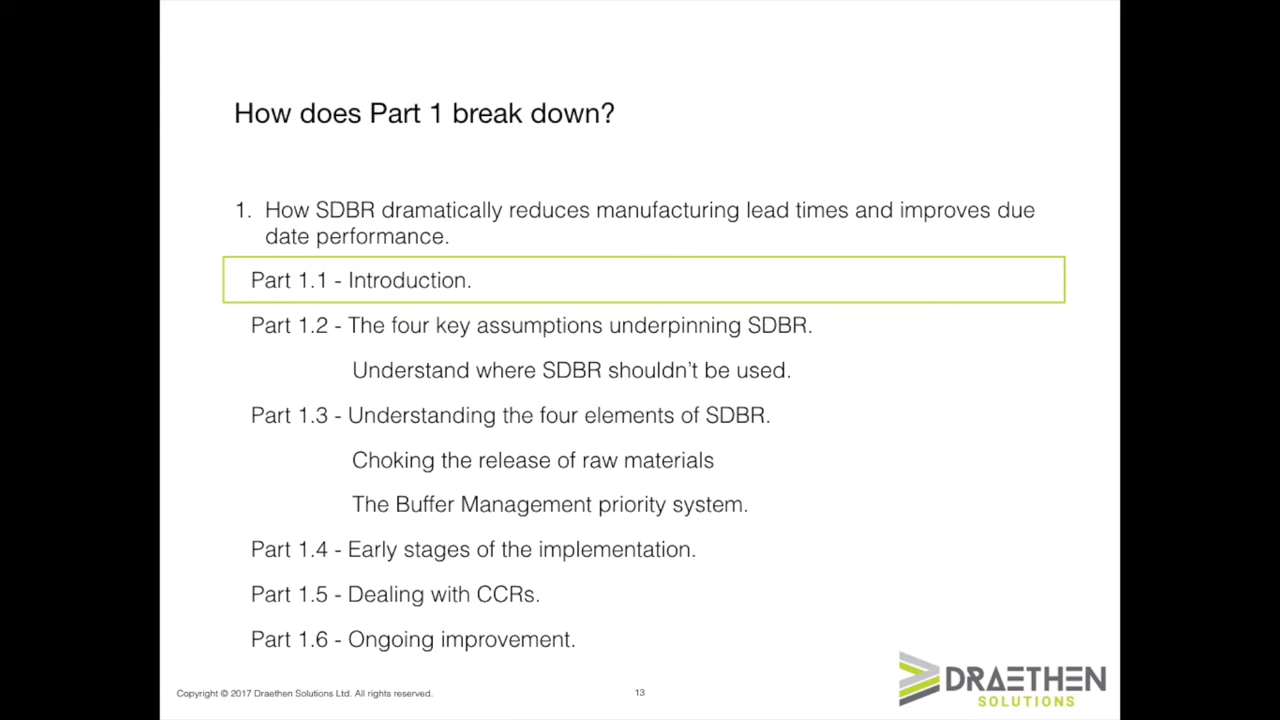 How does Part 1 break down?
1. How SDBR dramatically reduces manufacturing lead times and improves due
date performance.
Part 1.1 - Introduction.
Part 1.2 - The four key assumptions underpinning SDBR.
Understand where SDBR shouldn’t be used.
Part 1.3 - Understanding the four elements of SDBR.
Choking the release of raw materials
The Buffer Management priority system.
Part 1.4 - Early stages of the implementation.
Part 1.5 - Dealing with CCRs.
Part 1.6 - Ongoing improvement.
Copyright © 2017 Draethen Solutions Ltd. All rights reserved.
13
DRAETHEN
SOLUTIONS